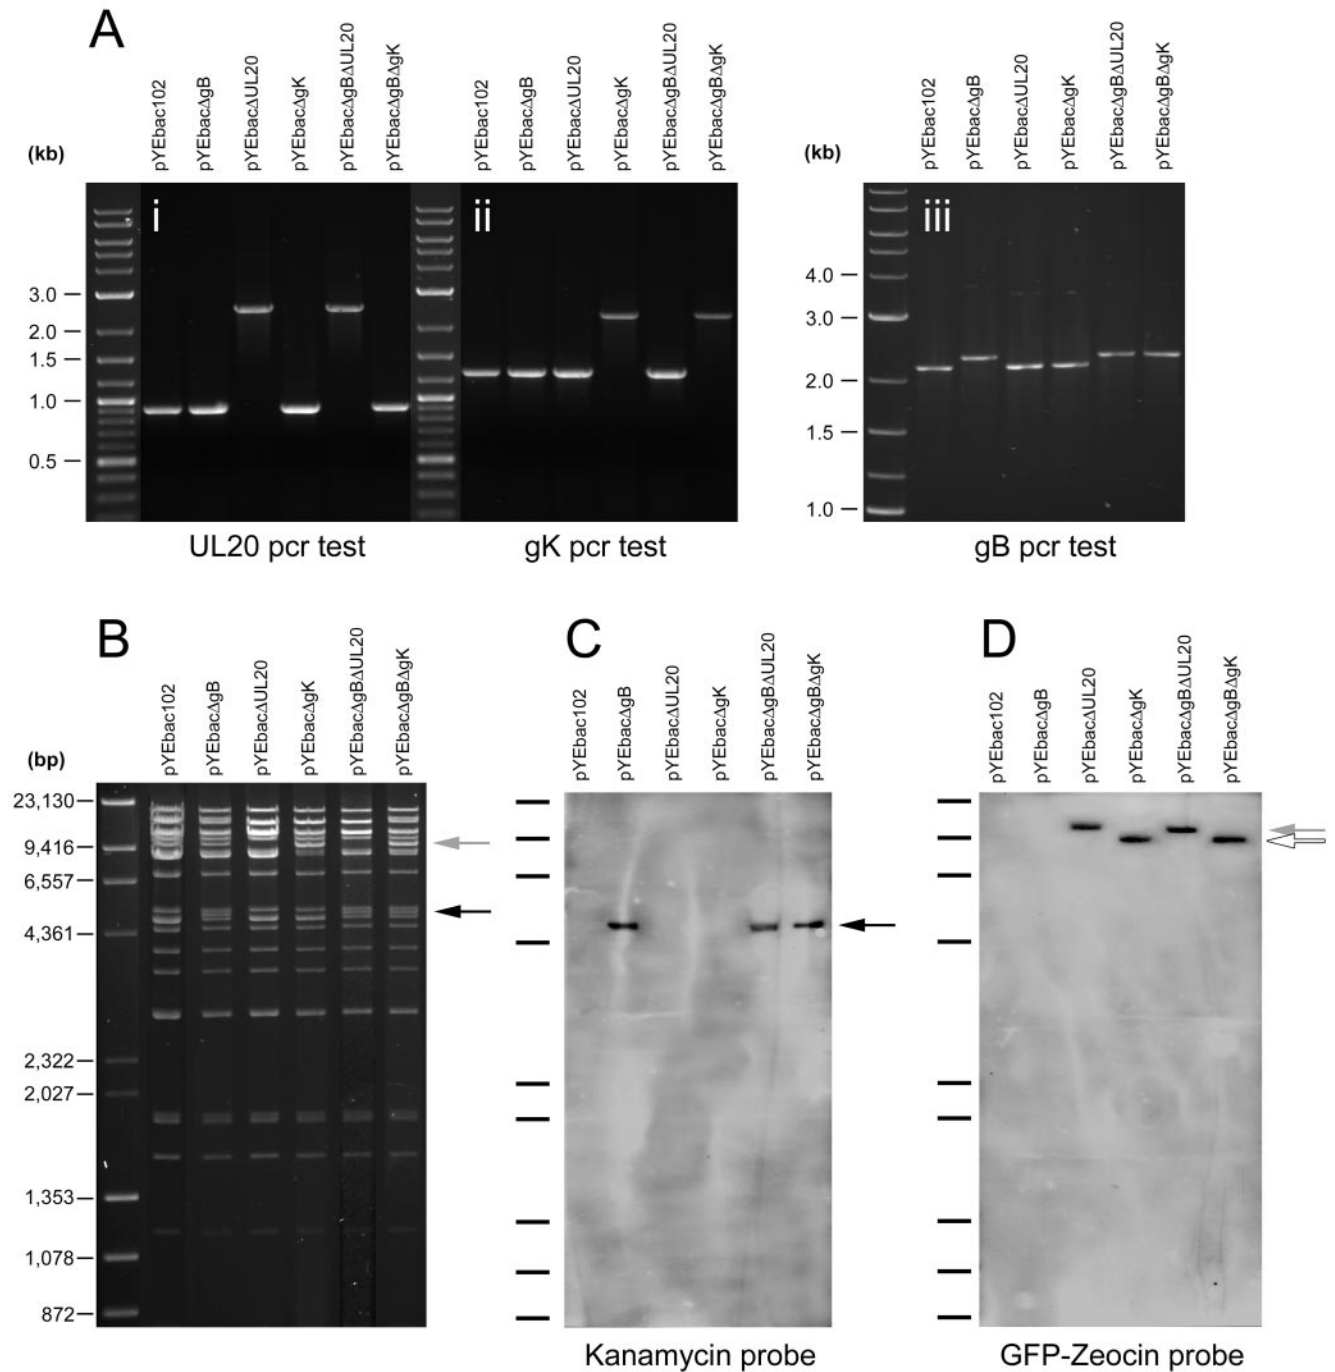 A
pYEbac102
pYEbacΔgB
pYEbacΔUL20
pYEbacΔgK
pYEbacΔgBΔUL20
pYEbacΔgBΔgK
pYEbac102
pYEbacΔgB
pYEbacΔUL20
pYEbacΔgK
pYEbacΔgBΔUL20
pYEbacΔgBΔgK
pYEbac102
pYEbacΔgB
pYEbacΔUL20
pYEbacΔgK
pYEbacΔgBΔUL20
pYEbacΔgBΔgK
(kb)
(kb)
i
ii
iii
3.0
2.0
1.5
1.0
0.5
4.0
3.0
2.0
1.5
1.0
UL20 pcr test
gK pcr test
gB pcr test
B
pYEbac102
pYEbacΔgB
pYEbacΔUL20
pYEbacΔgK
pYEbacΔgBΔUL20
pYEbacΔgBΔgK
(bp)
23,130
9,416
6,557
4,361
2,322
2,027
1,353
1,078
872
C
pYEbac102
pYEbacΔgB
pYEbacΔUL20
pYEbacΔgK
pYEbacΔgBΔUL20
pYEbacΔgBΔgK
Kanamycin probe
D
pYEbac102
pYEbacΔgB
pYEbacΔUL20
pYEbacΔgK
pYEbacΔgBΔUL20
pYEbacΔgBΔgK
GFP-Zeocin probe